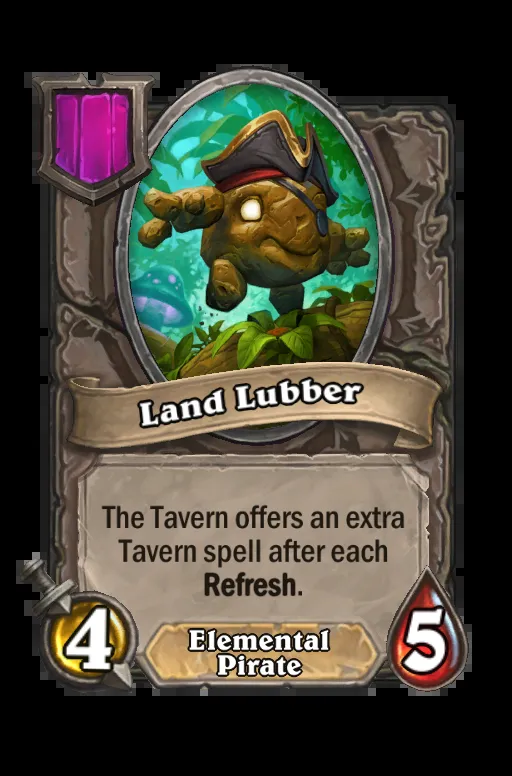 Land Lubber
The Tavern offers an extra
Tavern spell after each
Refresh.
4
Elemental
Pirate
5